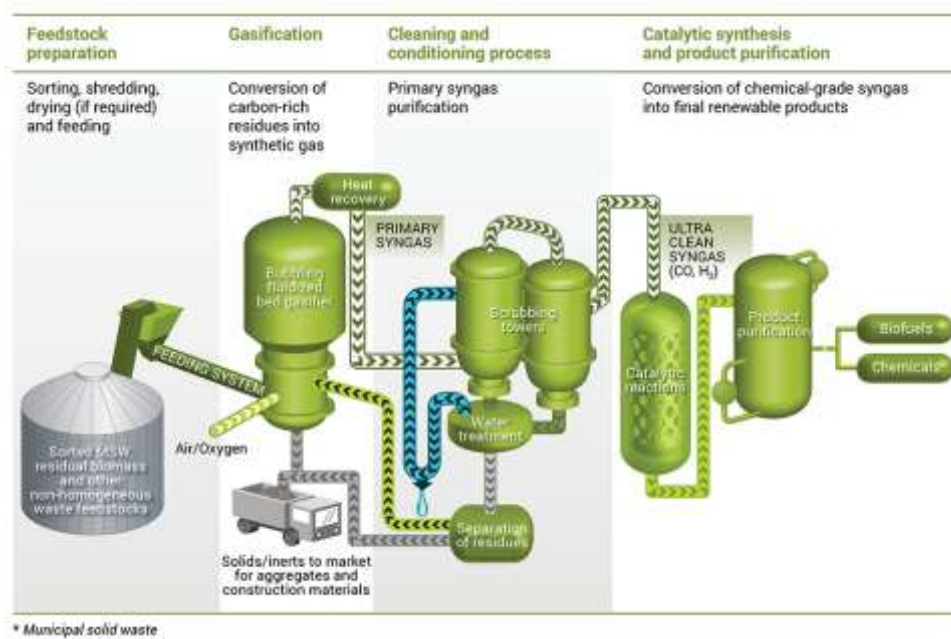 Feedstock
preparation
Gasification
Cleaning and
conditioning process
Catalytic synthesis
and product purification
Sorting, shredding,
drying (if required)
and feeding
Conversion of
carbon-rich
residues into
synthetic gas
Primary syngas
purification
Conversion of chemical-grade syngas
into final renewable products
Heat
recovery
PRIMARY
SYNGAS
ULTRA
CLEAN
SYNGAS
(CO, H₂)
Bubbling
fluidized
bed gasifier
Scrubbing
towers
Product
purification
Biofuels
Chemicals
Catalytic
reactions
FEEDING SYSTEM
Water
treatment
Air/Oxygen
Sorted MSW*
residual biomass
and other
non-homogeneous
waste feedstocks
Separation
of residues
Solids/inerts to market
for aggregates and
construction materials
* Municipal solid waste